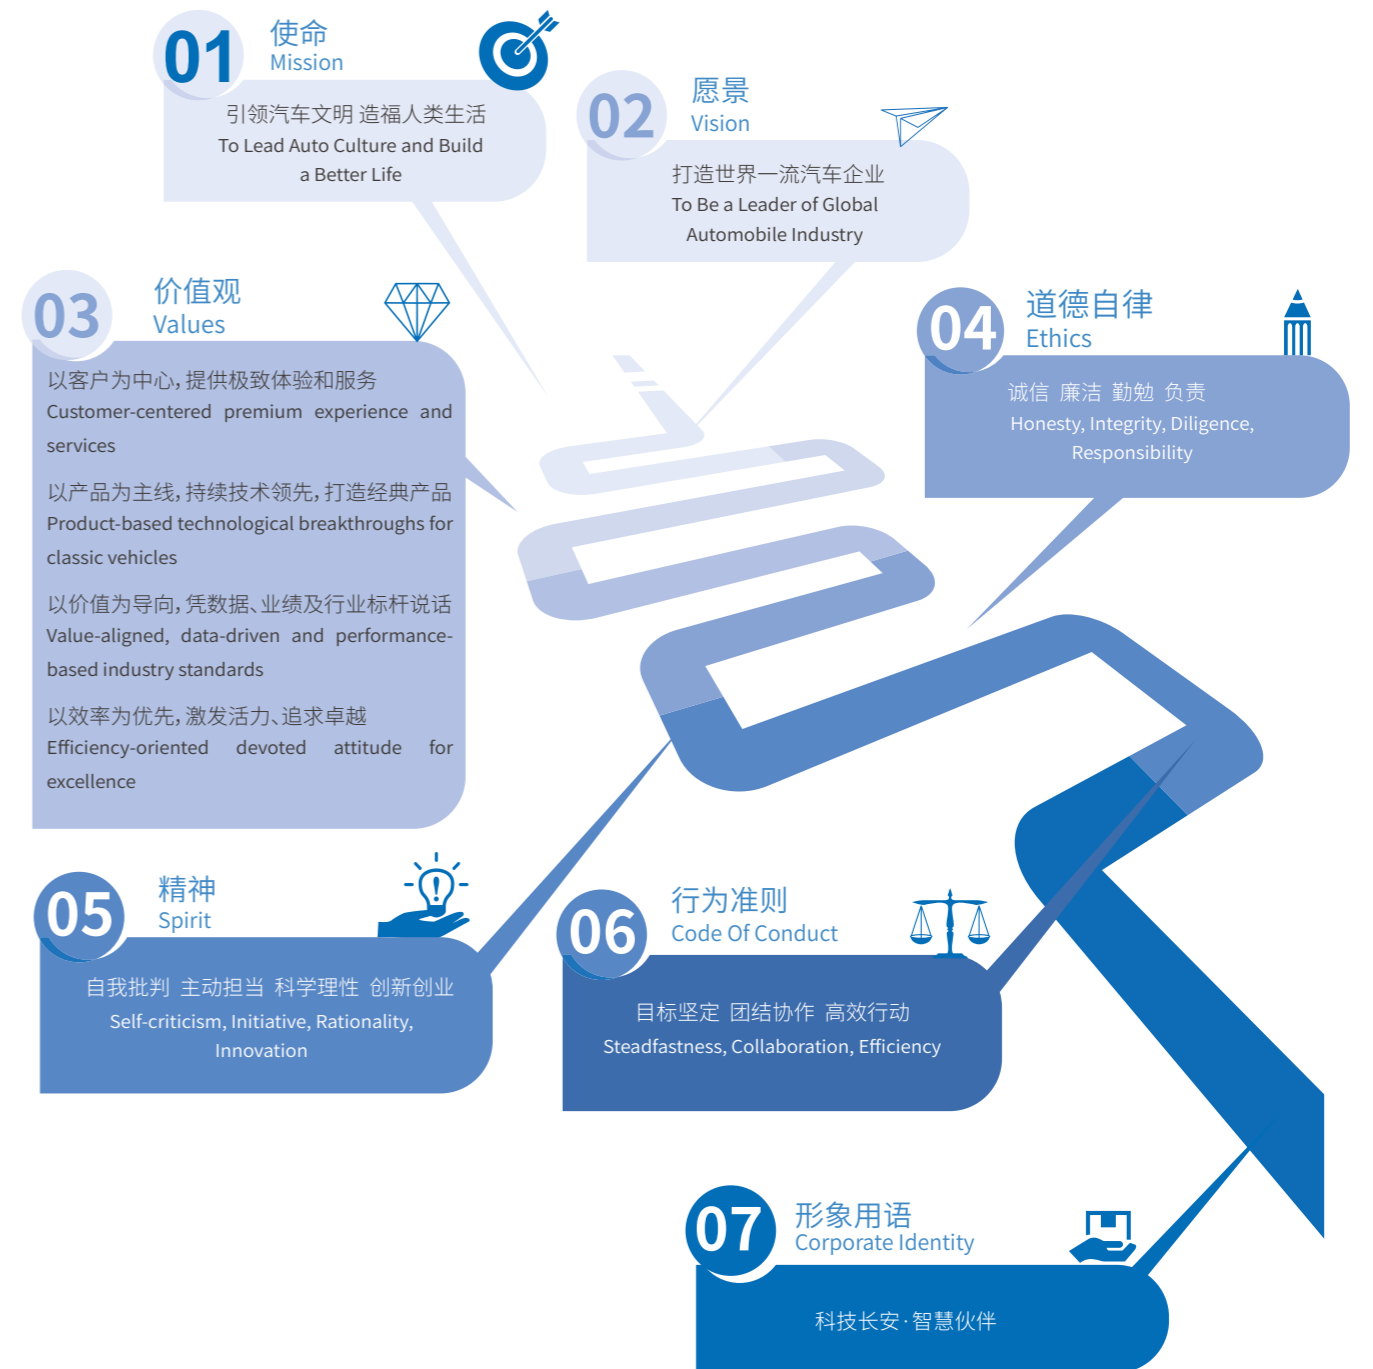 01
使命
Mission
引领汽车文明 造福人类生活
To Lead Auto Culture and Build
a Better Life
02
愿景
Vision
打造世界一流汽车企业
To Be a Leader of Global
Automobile Industry
03
价值观
Values
以客户为中心，提供极致体验和服务
Customer-centered premium experience and
services
以产品为主线，持续技术领先，打造经典产品
Product-based technological breakthroughs for
classic vehicles
以价值为导向，凭数据、业绩及行业标杆说话
Value-aligned, data-driven and performance-
based industry standards
以效率为优先，激发活力、追求卓越
Efficiency-oriented devoted attitude for
excellence
04
道德自律
Ethics
诚信 廉洁 勤勉 负责
Honesty, Integrity, Diligence,
Responsibility
05
精神
Spirit
自我批判 主动担当 科学理性 创新创业
Self-criticism, Initiative, Rationality,
Innovation
06
行为准则
Code Of Conduct
目标坚定 团结协作 高效行动
Steadfastness, Collaboration, Efficiency
07
形象用语
Corporate Identity
科技长安·智慧伙伴